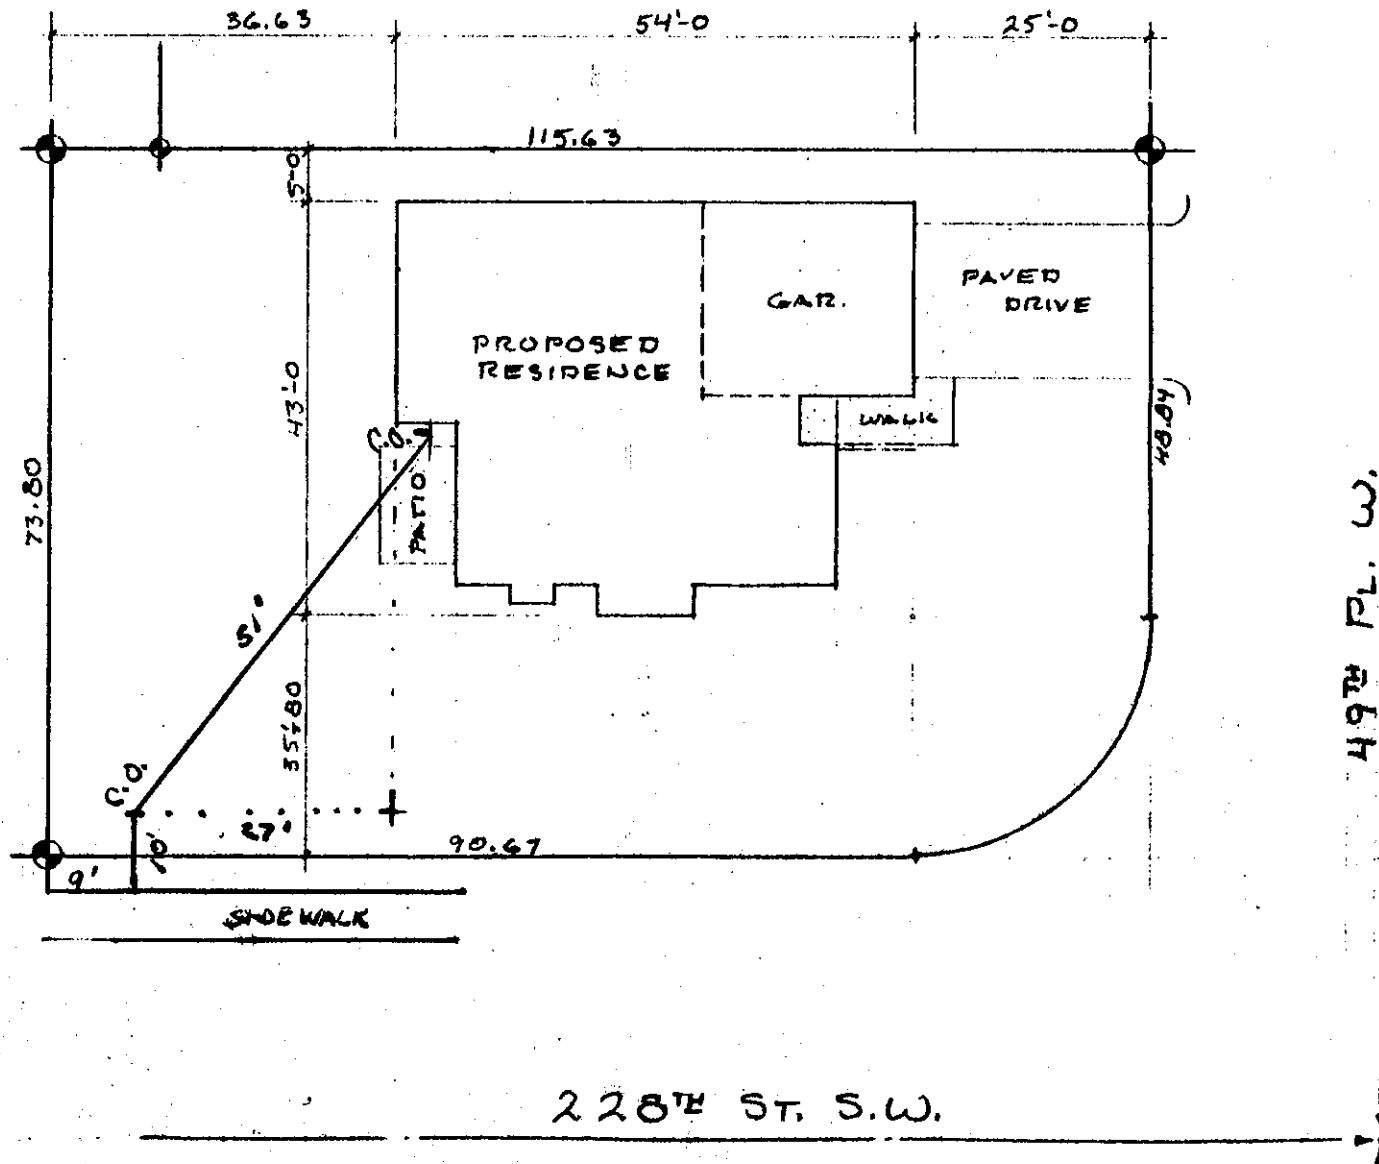 36.63
54'-0
25'-0
115.63
5-0
GAR.
PAVED
DRIVE
PROPOSED
RESIDENCE
43'-0
C.O.
WALK
48.84
PATIO
73.80
49TH PL. W.
51'
35'.80
C.O.
27'
10'
90.67
9'
SIDEWALK
228TH ST. S.W.